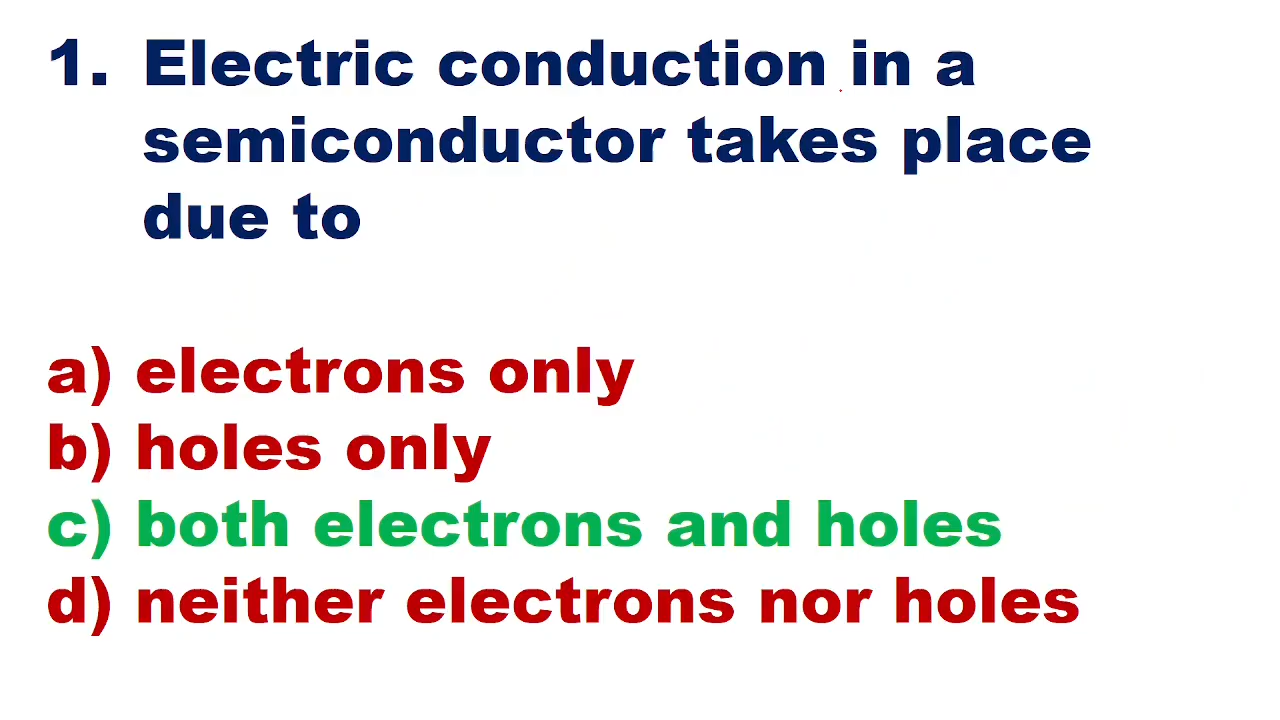 1. Electric conduction in a
semiconductor takes place
due to
a) electrons only
b) holes only
c) both electrons and holes
d) neither electrons nor holes